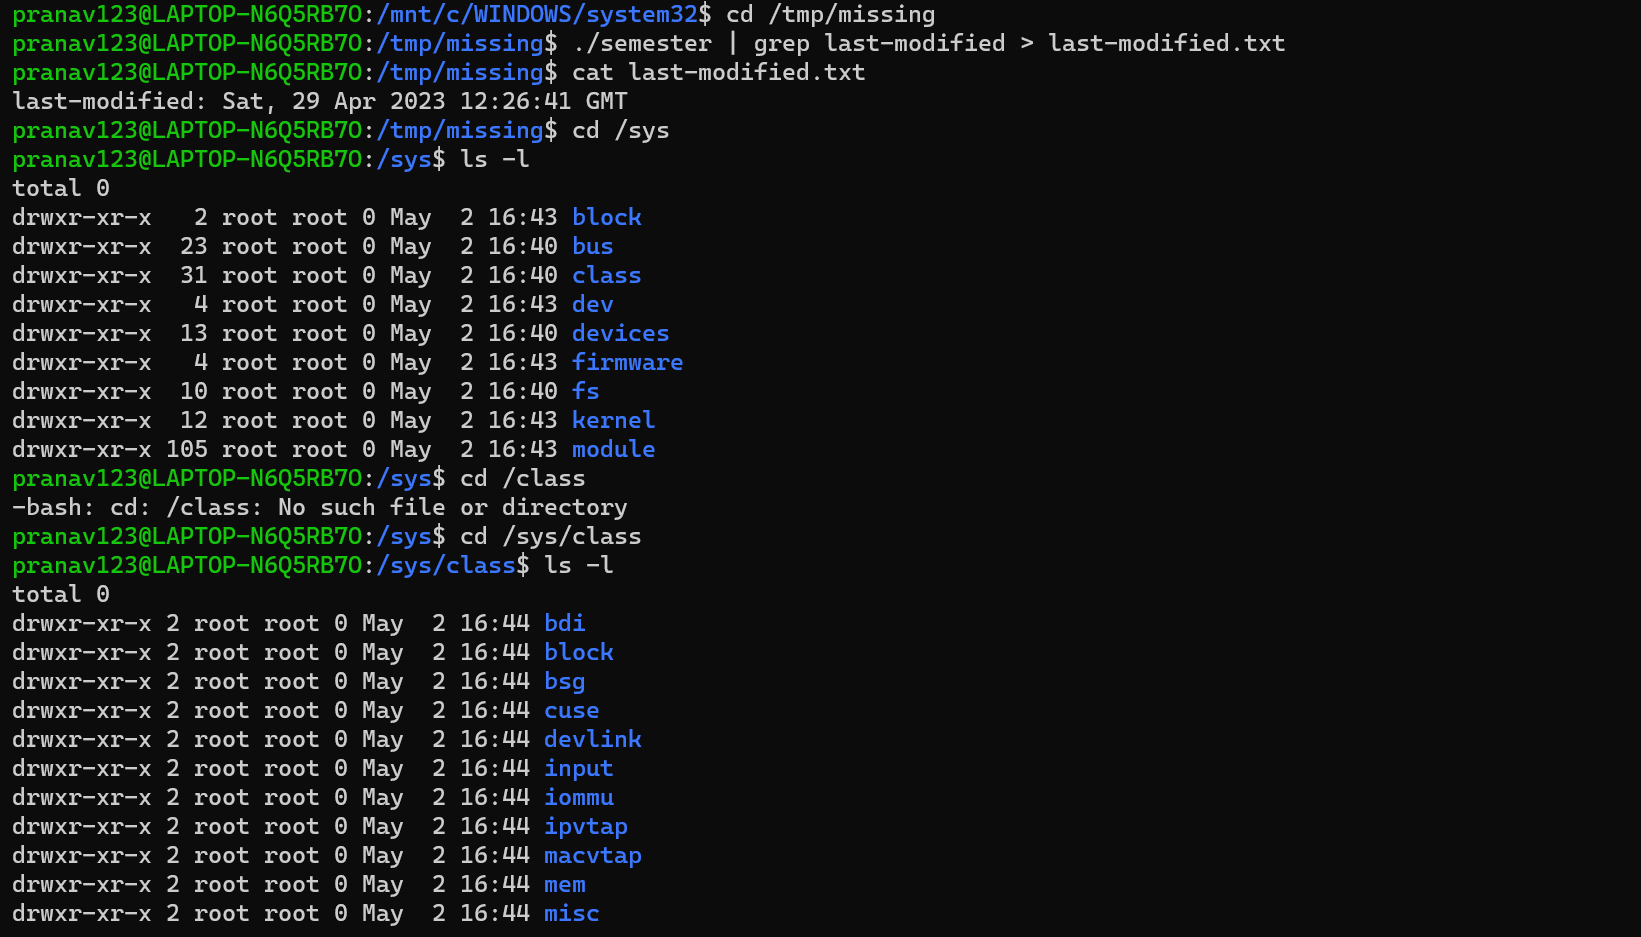 pranav123@LAPTOP-N6Q5RB7O:/mnt/c/WINDOWS/system32$ cd /tmp/missing
pranav123@LAPTOP-N6Q5RB7O:/tmp/missing$ ./semester | grep last-modified > last-modified.txt
pranav123@LAPTOP-N6Q5RB7O:/tmp/missing$ cat last-modified.txt
last-modified: Sat, 29 Apr 2023 12:26:41 GMT
pranav123@LAPTOP-N6Q5RB7O:/tmp/missing$ cd /sys
pranav123@LAPTOP-N6Q5RB7O:/sys$ ls -l
total 0
drwxr-xr-x   2 root root 0 May  2 16:43 block
drwxr-xr-x  23 root root 0 May  2 16:40 bus
drwxr-xr-x  31 root root 0 May  2 16:40 class
drwxr-xr-x   4 root root 0 May  2 16:43 dev
drwxr-xr-x  13 root root 0 May  2 16:40 devices
drwxr-xr-x   4 root root 0 May  2 16:43 firmware
drwxr-xr-x  10 root root 0 May  2 16:40 fs
drwxr-xr-x  12 root root 0 May  2 16:43 kernel
drwxr-xr-x 105 root root 0 May  2 16:43 module
pranav123@LAPTOP-N6Q5RB7O:/sys$ cd /class
-bash: cd: /class: No such file or directory
pranav123@LAPTOP-N6Q5RB7O:/sys$ cd /sys/class
pranav123@LAPTOP-N6Q5RB7O:/sys/class$ ls -l
total 0
drwxr-xr-x 2 root root 0 May  2 16:44 bdi
drwxr-xr-x 2 root root 0 May  2 16:44 block
drwxr-xr-x 2 root root 0 May  2 16:44 bsg
drwxr-xr-x 2 root root 0 May  2 16:44 cuse
drwxr-xr-x 2 root root 0 May  2 16:44 devlink
drwxr-xr-x 2 root root 0 May  2 16:44 input
drwxr-xr-x 2 root root 0 May  2 16:44 iommu
drwxr-xr-x 2 root root 0 May  2 16:44 ipvtap
drwxr-xr-x 2 root root 0 May  2 16:44 macvtap
drwxr-xr-x 2 root root 0 May  2 16:44 mem
drwxr-xr-x 2 root root 0 May  2 16:44 misc